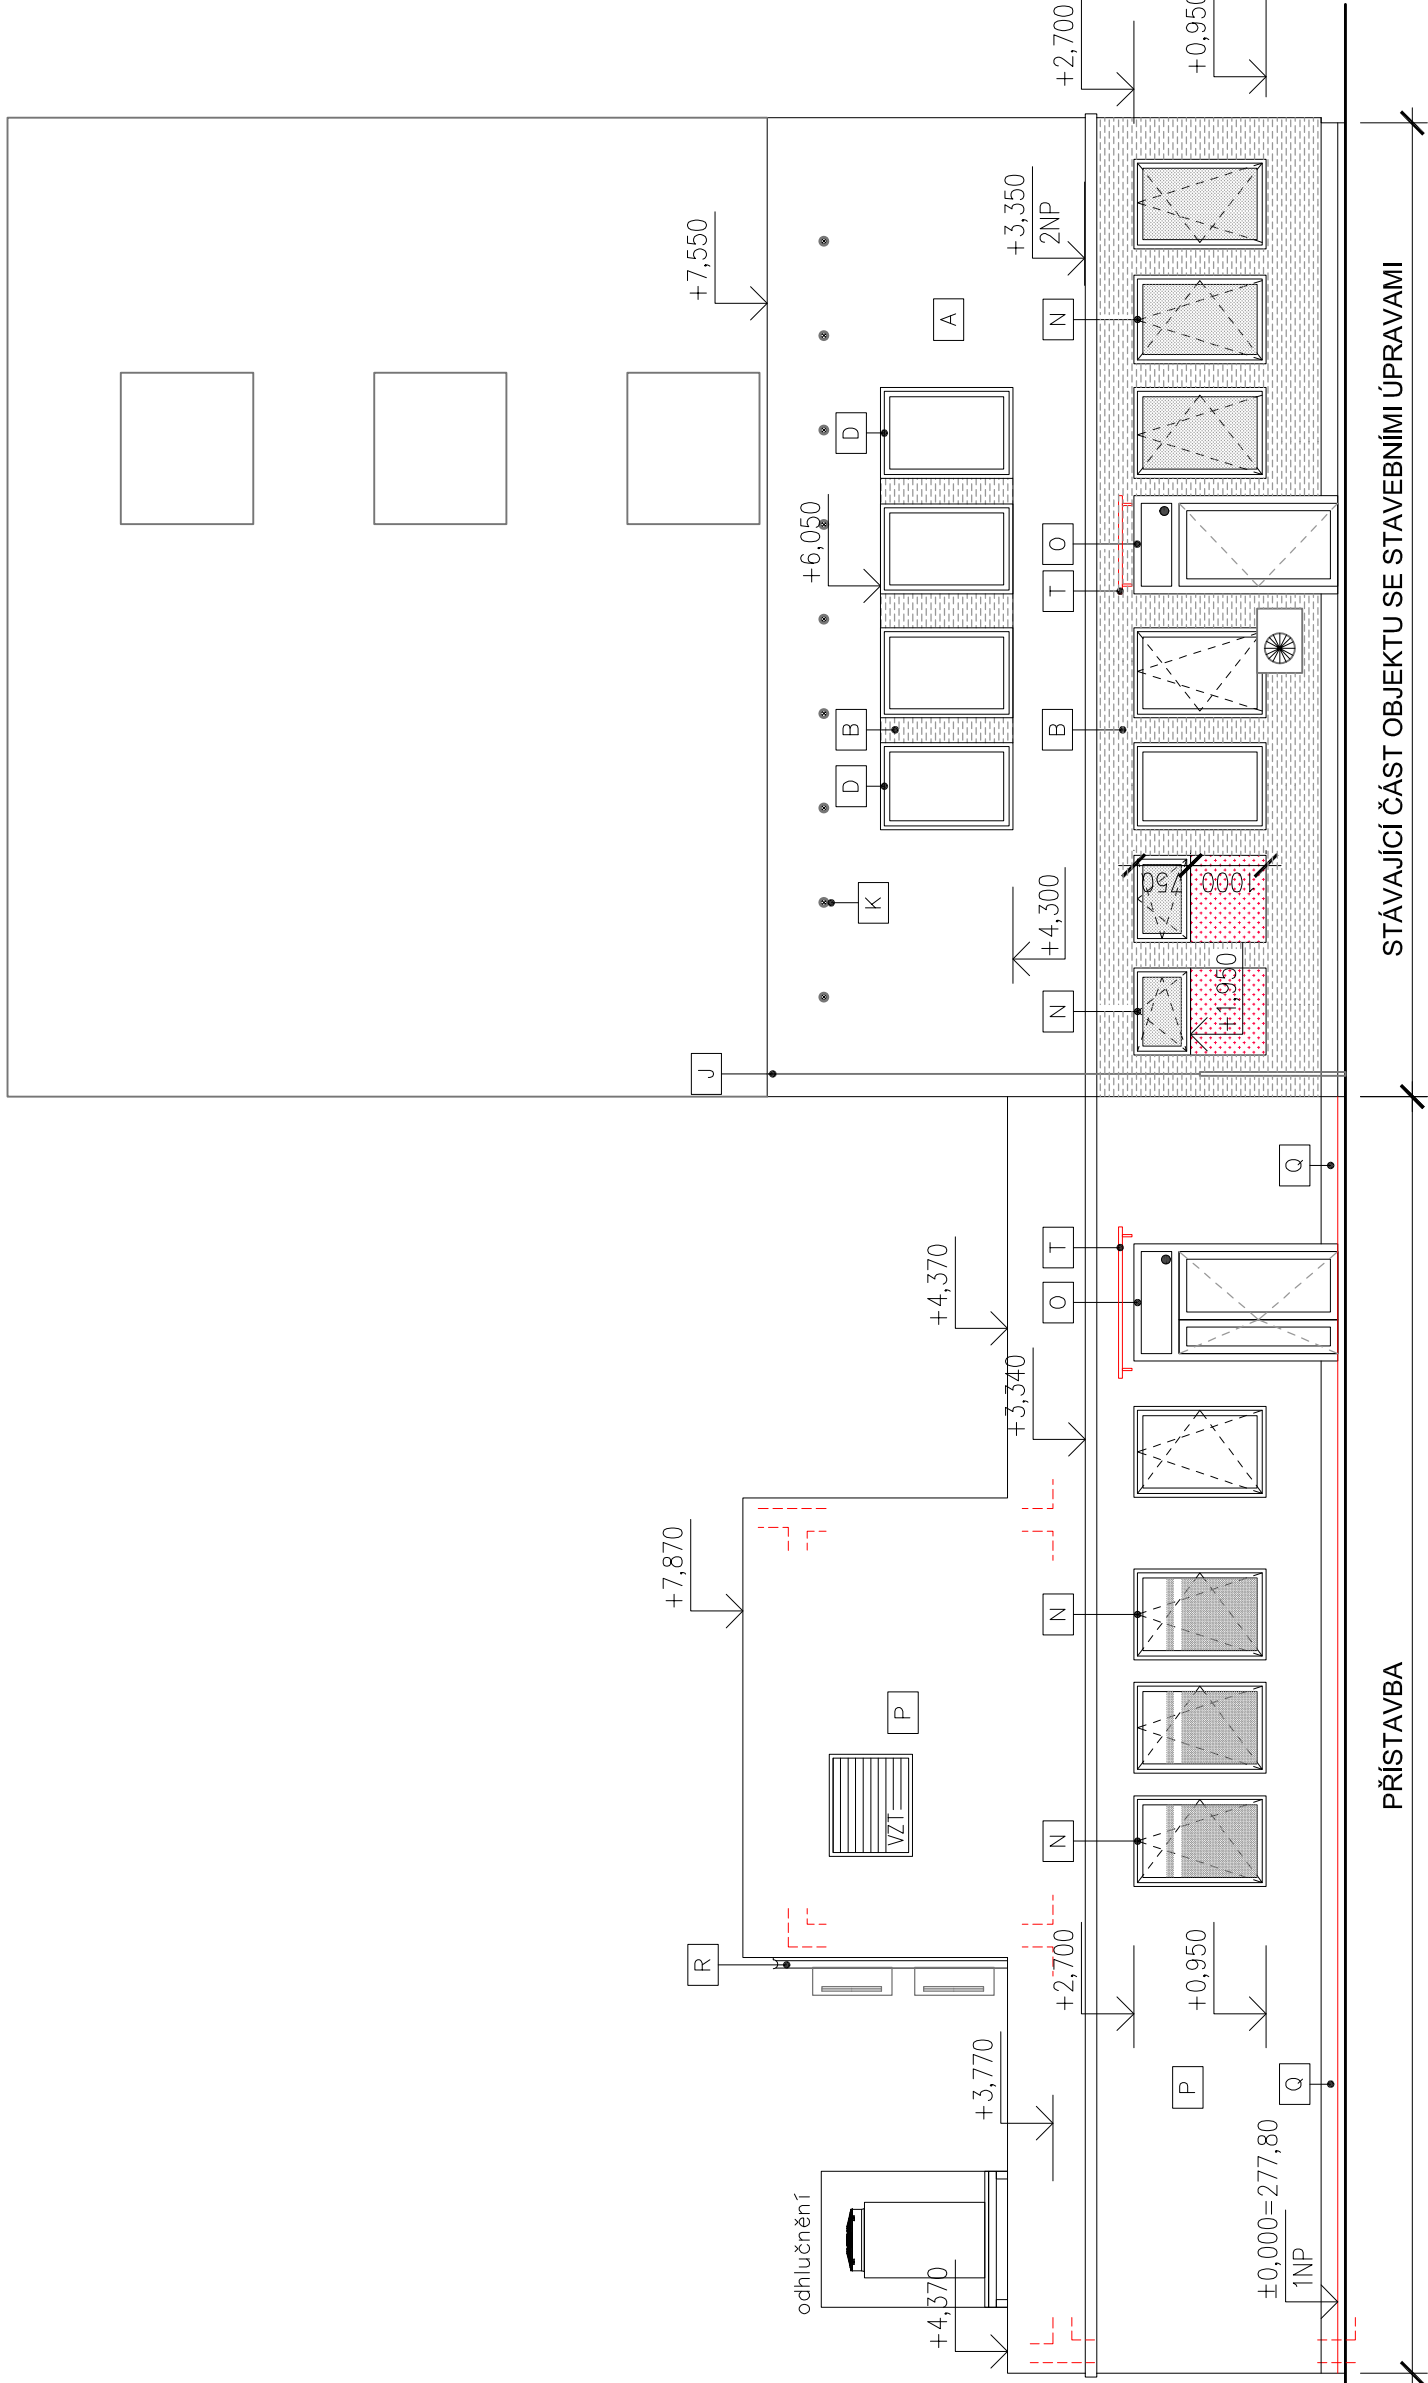 odhlučnění
+4,370
+3,770
±0,000=277,80
1NP
P
Q
R
+2,700
+0,950
VZT
P
N
N
+7,870
+3,340
+4,370
O
T
Q
PŘÍSTAVBA
J
N
+1,950
+4,300
K
750
1000
D
B
B
+6,050
T
O
D
A
N
+7,550
+3,350
2NP
+2,700
+0,950
STÁVAJÍCÍ ČÁST OBJEKTU SE STAVEBNÍMI ÚPRAVAMI